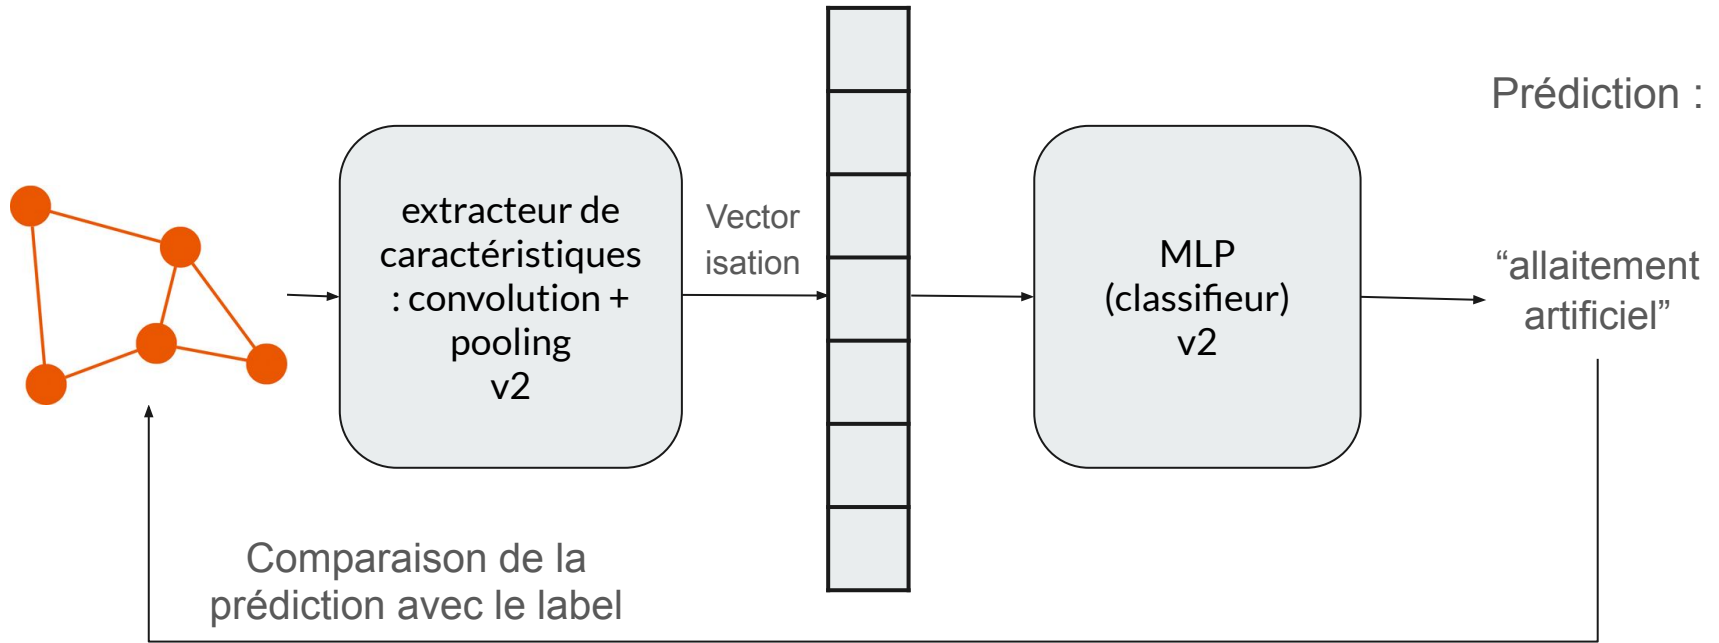 extracteur de
caractéristiques
: convolution +
pooling
v2
Vector
isation
MLP
(classifieur)
v2
Prédiction :
“allaitement
artificiel”
Comparaison de la
prédiction avec le label